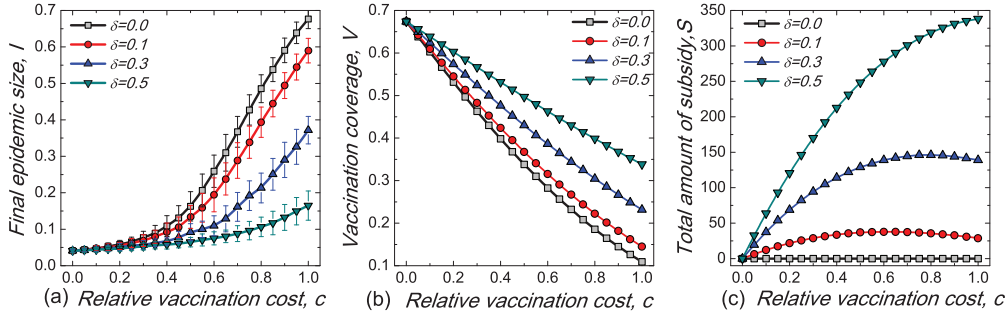 0.7
0.6
0.5
0.4
0.3
0.2
0.1
0.0
Final epidemic size, I
δ=0.0
δ=0.1
δ=0.3
δ=0.5
0.0 0.2 0.4 0.6 0.8 1.0
(a) Relative vaccination cost, c
0.7
0.6
0.5
0.4
0.3
0.2
0.1
Vaccination coverage, V
δ=0.0
δ=0.1
δ=0.3
δ=0.5
0.0 0.2 0.4 0.6 0.8 1.0
(b) Relative vaccination cost, c
350
300
250
200
150
100
50
0
Total amount of subsidy,S
δ=0.0
δ=0.1
δ=0.3
δ=0.5
0.0 0.2 0.4 0.6 0.8 1.0
(c) Relative vaccination cost, c